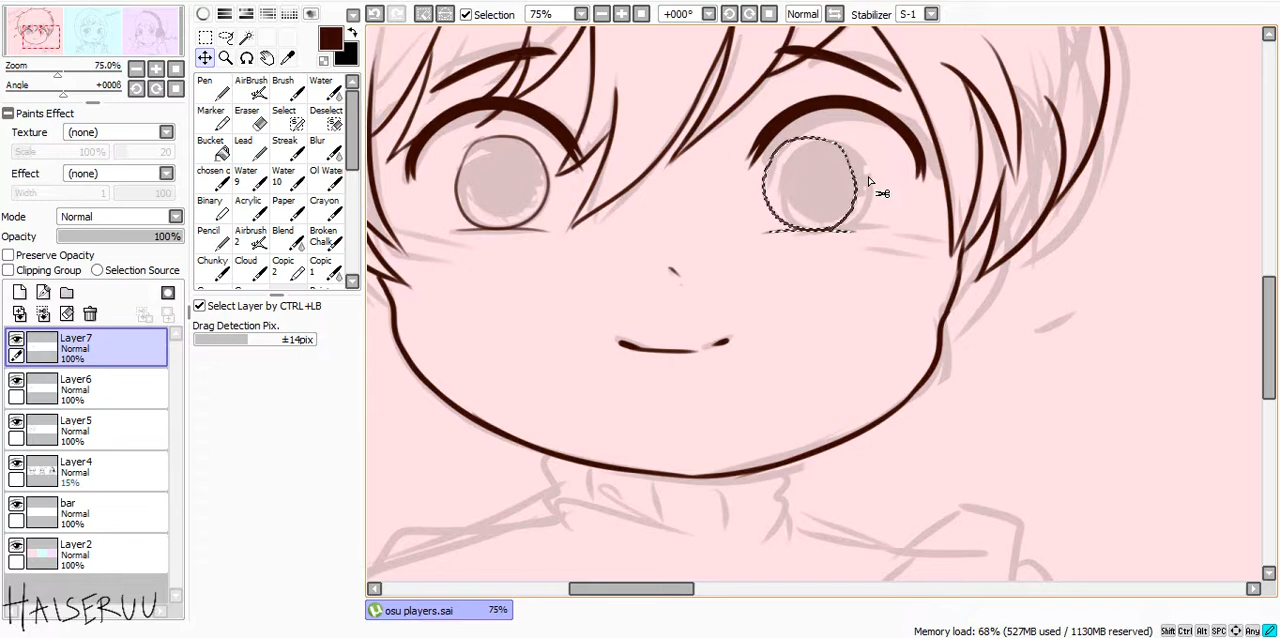 Selection
75%
+000°
Normal
Stabilizer
S-1
Zoom
75.0%
Angle
+000ß
Paints Effect
Texture
(none)
Scale
100%
20
Effect
(none)
Width
1
100
Mode
Normal
Opacity
100%
Preserve Opacity
Clipping Group
Selection Source
Layer7
Normal
100%
Layer6
Normal
100%
Layer5
Normal
100%
Layer4
Normal
15%
bar
Normal
100%
Layer2
Normal
100%
HALSERUU
Pen
AirBrush
Brush
Water
Marker
Eraser
Select
Deselect
Bucket
Lead
Streak
Blur
chosen c
Water 9
Water 10
Oil Wate
Binary
Acrylic
Paper
Crayon
Pencil
AirBrush 2
Blend
Broken Chalk
Chunky
Cloud
Copic 2
Copic 1
Select Layer by CTRL+LB
Drag Detection Pix.
±14pix
osu players.sai
75%
Memory load: 68% (527MB used / 1130MB reserved)
Shift Ctrl Alt SPC Any